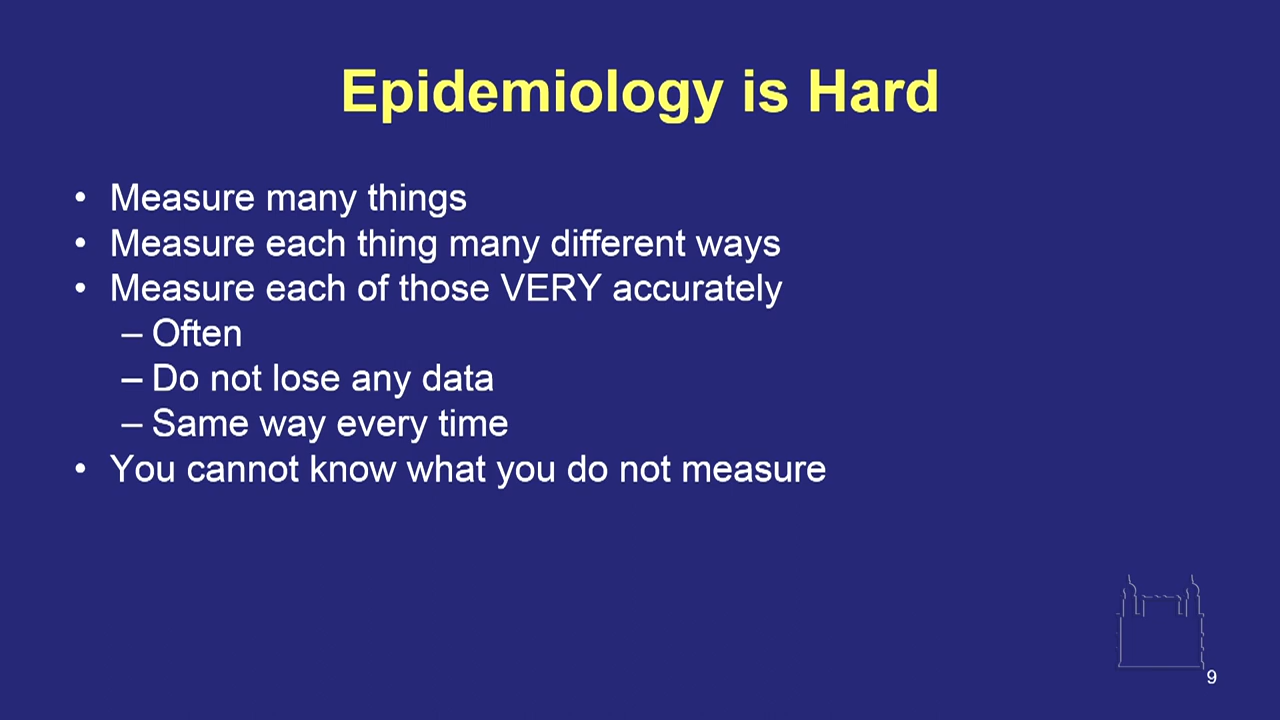 Epidemiology is Hard
• Measure many things
• Measure each thing many different ways
• Measure each of those VERY accurately
– Often
– Do not lose any data
– Same way every time
• You cannot know what you do not measure
9